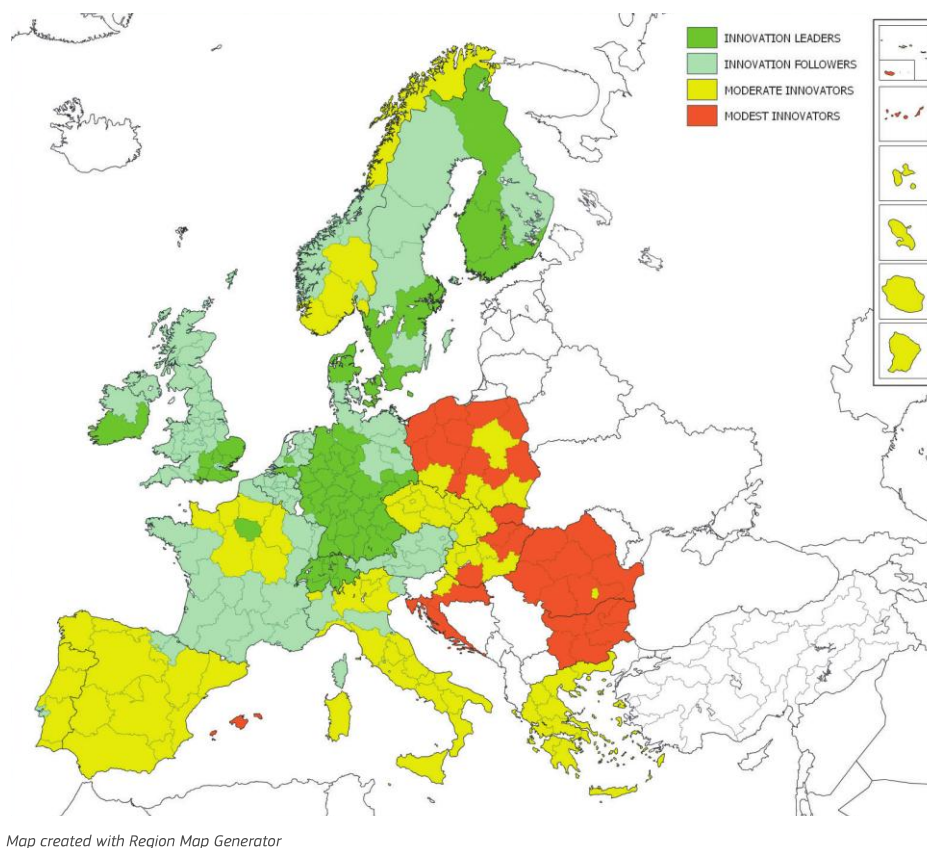 INNOVATION LEADERS
INNOVATION FOLLOWERS
MODERATE INNOVATORS
MODEST INNOVATORS
Map created with Region Map Generator